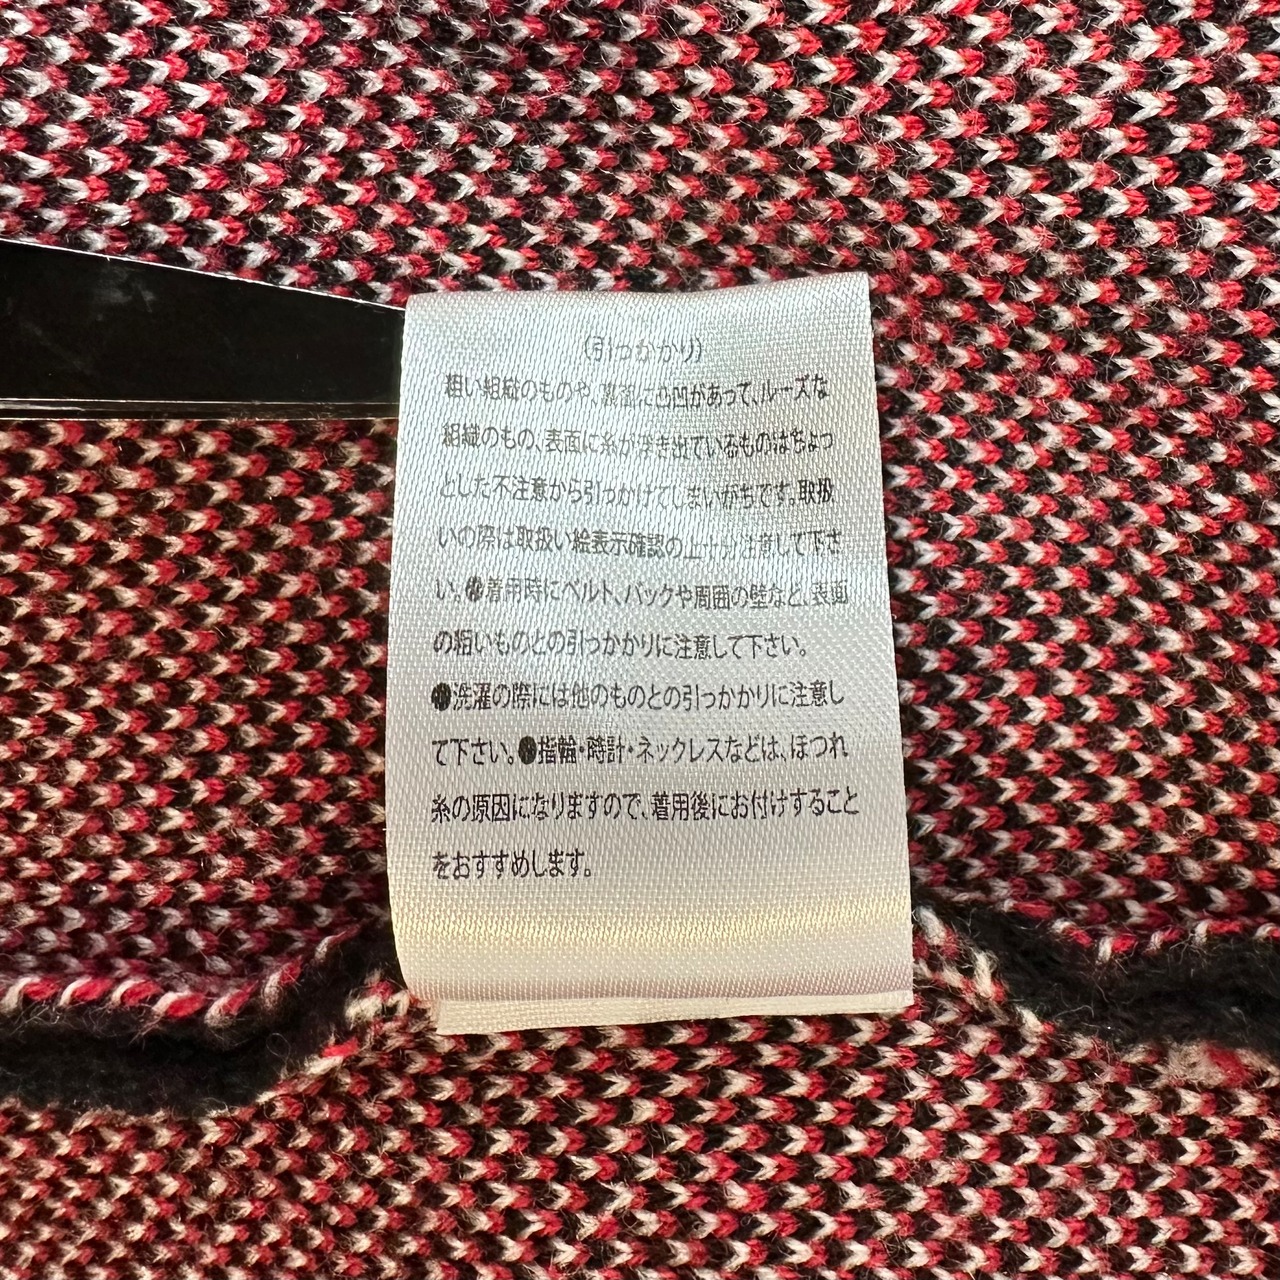 (引っかかり)
粗い組織のものや、表面に凸凹があって、ルーズな
組織のもの、表面に糸が浮き出ているものはちょっ
とした不注意から引っかけてしまいがちです。取扱
いの際は取扱い絵表示確認の上十分注意して下さ
い。●着用時にベルト、バックや周囲の壁など、表面
の粗いものとの引っかかりに注意して下さい。
●洗濯の際には他のものとの引っかかりに注意し
て下さい。●指輪・時計・ネックレスなどは、ほつれ
糸の原因になりますので、着用後にお付けすること
をおすすめします。